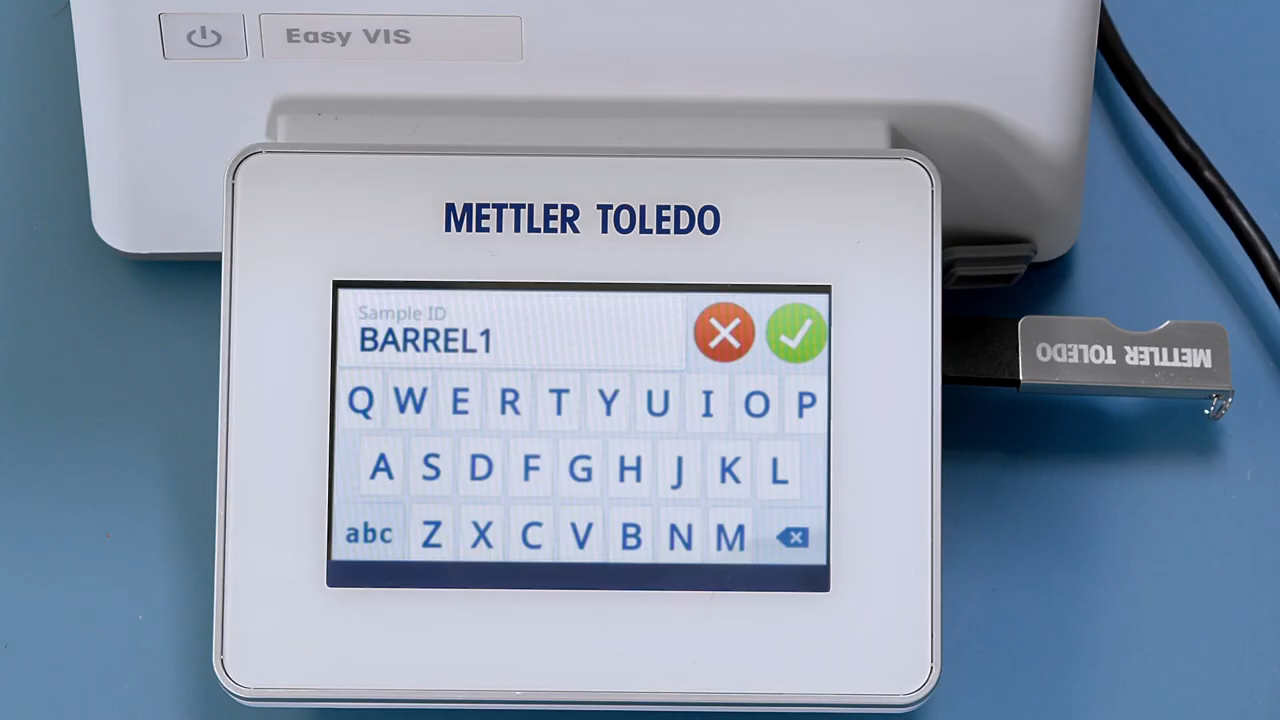 Easy VIS
METTLER TOLEDO
Sample ID
BARREL1
Q W E R T Y U I O P
A S D F G H J K L
abc Z X C V B N M
METTLER TOLEDO